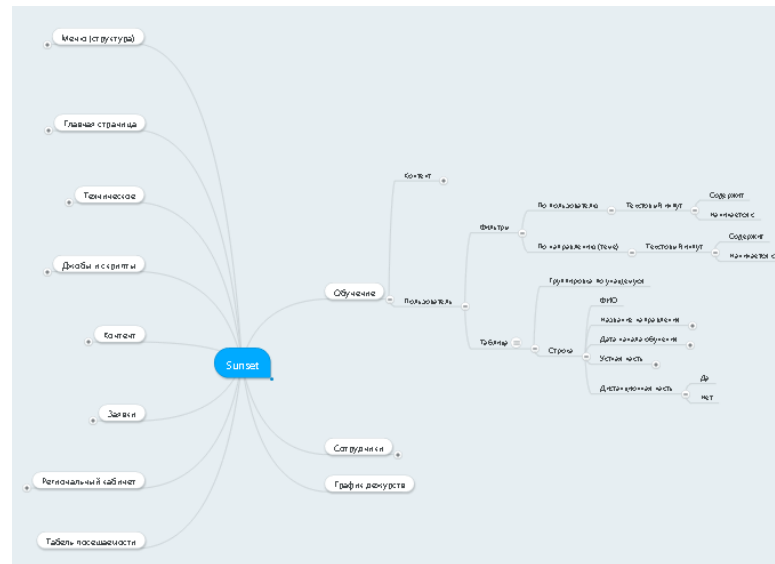 Меню (структура)
Главная страница
Техническое
Джобы и скрипты
Контент
Заявки
Региональный кабинет
Табель посещаемости
Sunset
Обучение
Контент
Пользователь
Фильтры
По пользователю
Текстовый инпут
Содержит
Начинается с
По направлению (теме)
Текстовый инпут
Содержит
Начинается с
Таблица
Группировка по учащемуся
Строка
ФИО
Название направления
Дата начала обучения
Устная часть
Дистанционная часть
Да
Нет
Сотрудники
График дежурств